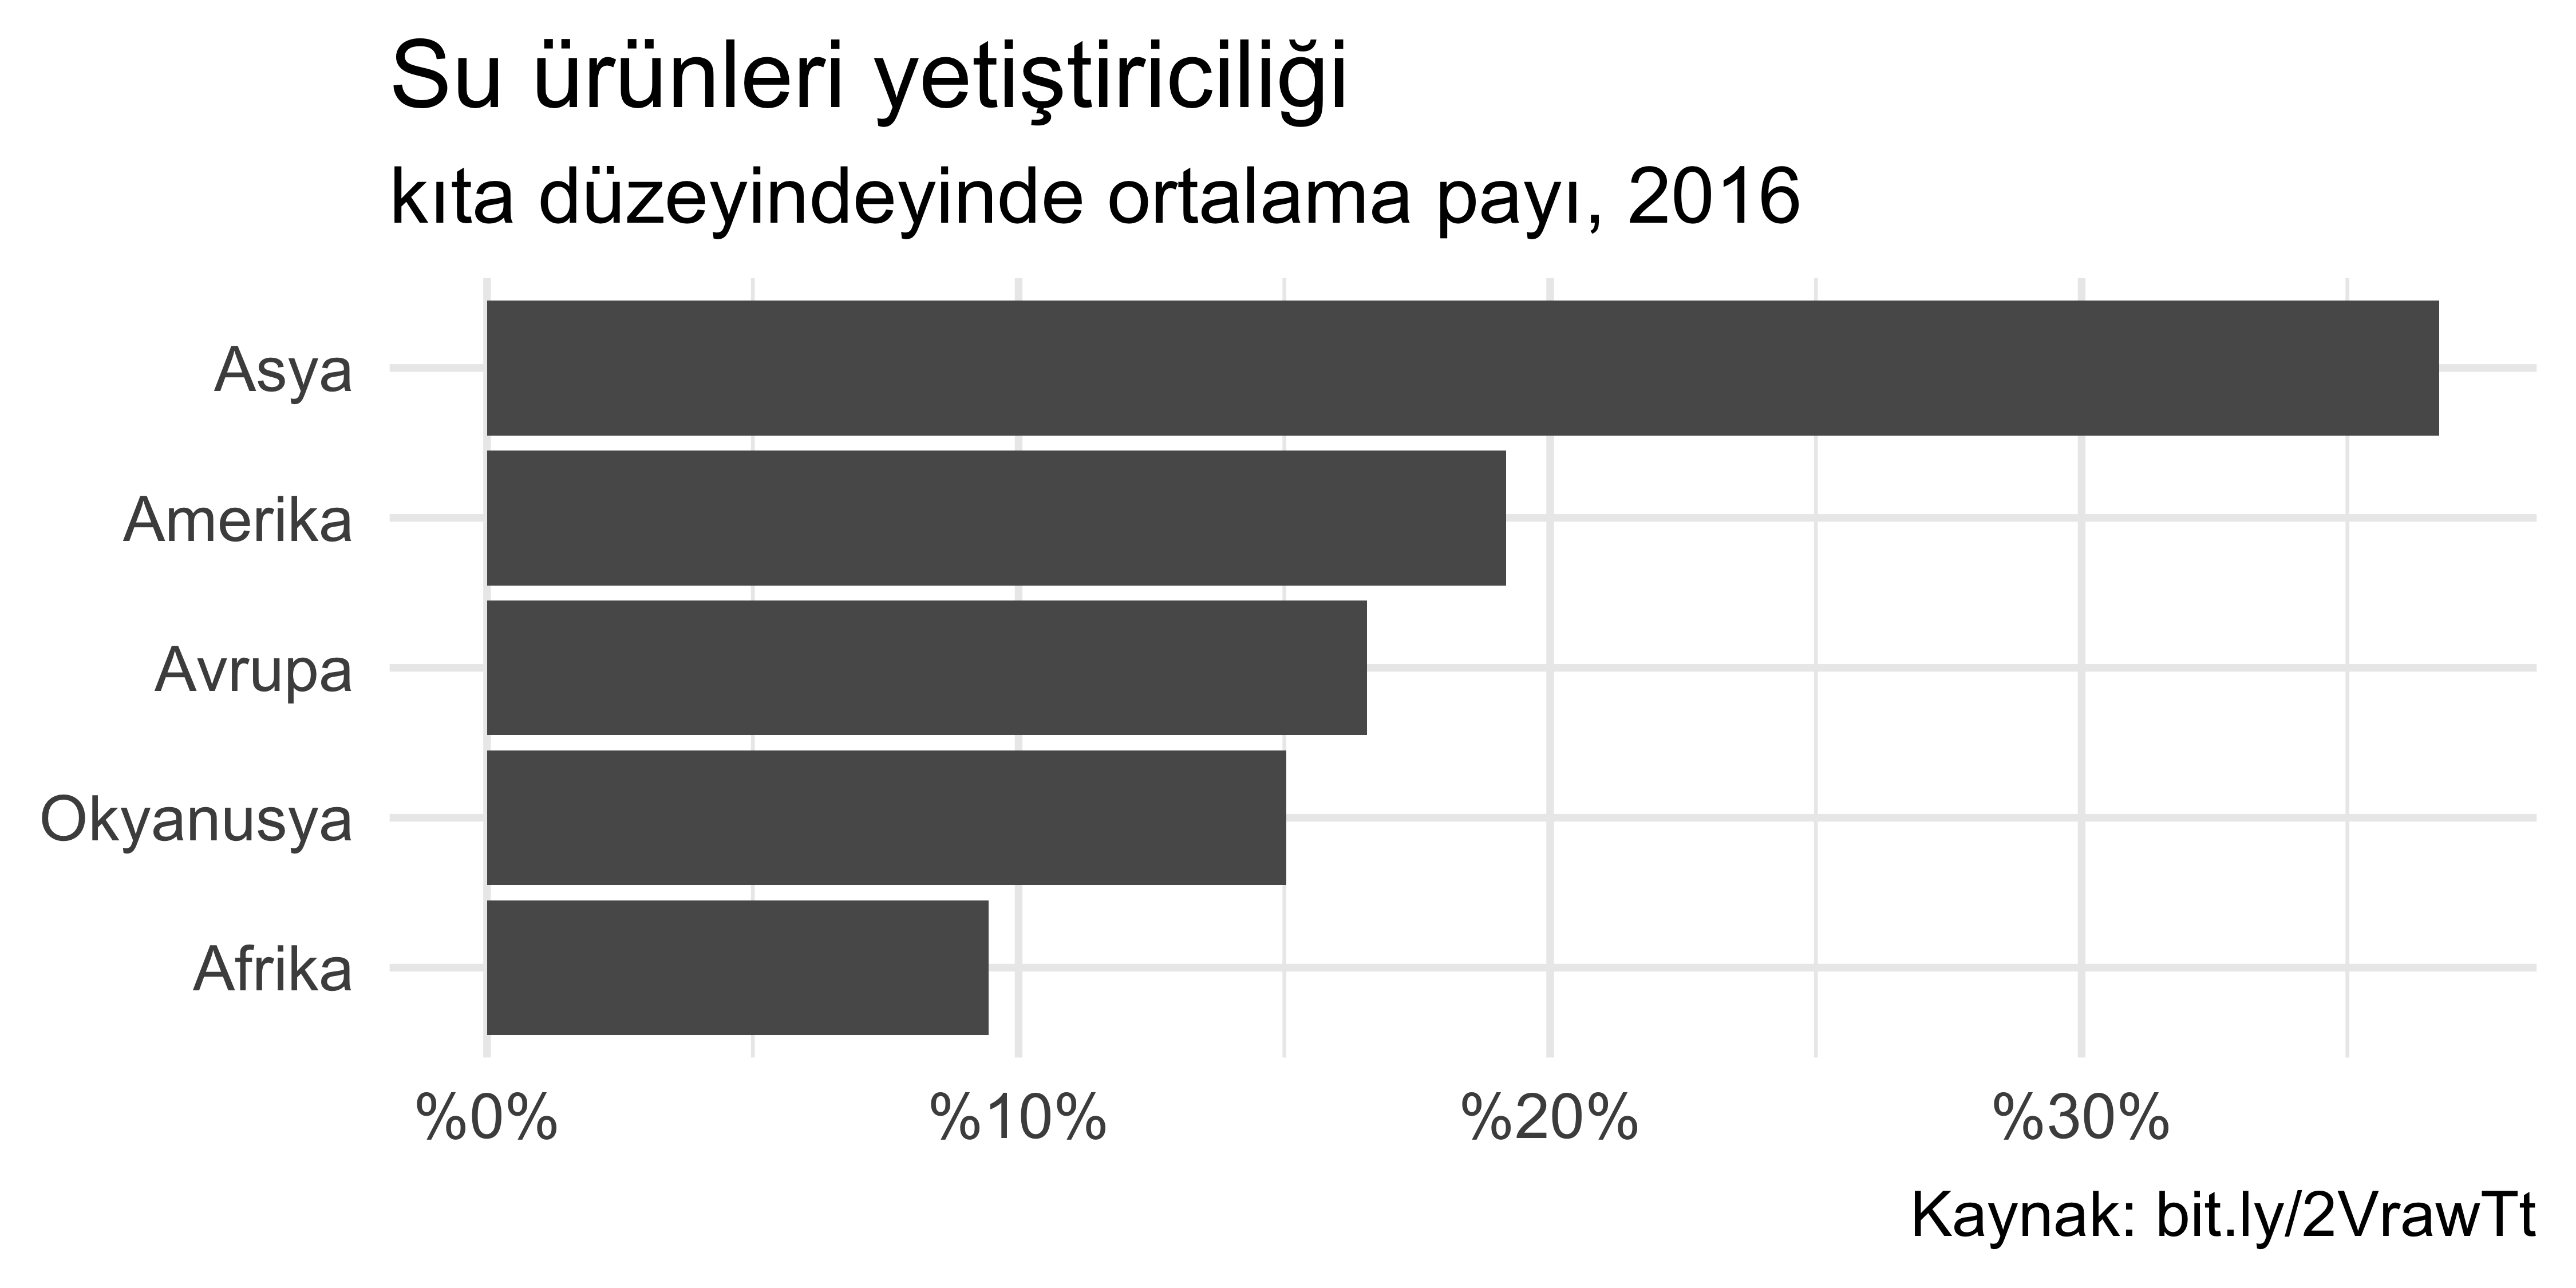 Su ürünleri yetiştiriciliği
kıta düzeyindeyinde ortalama payı, 2016
Asya
Amerika
Avrupa
Okyanusya
Afrika
%0% %10% %20% %30%
Kaynak: bit.ly/2VrawTt